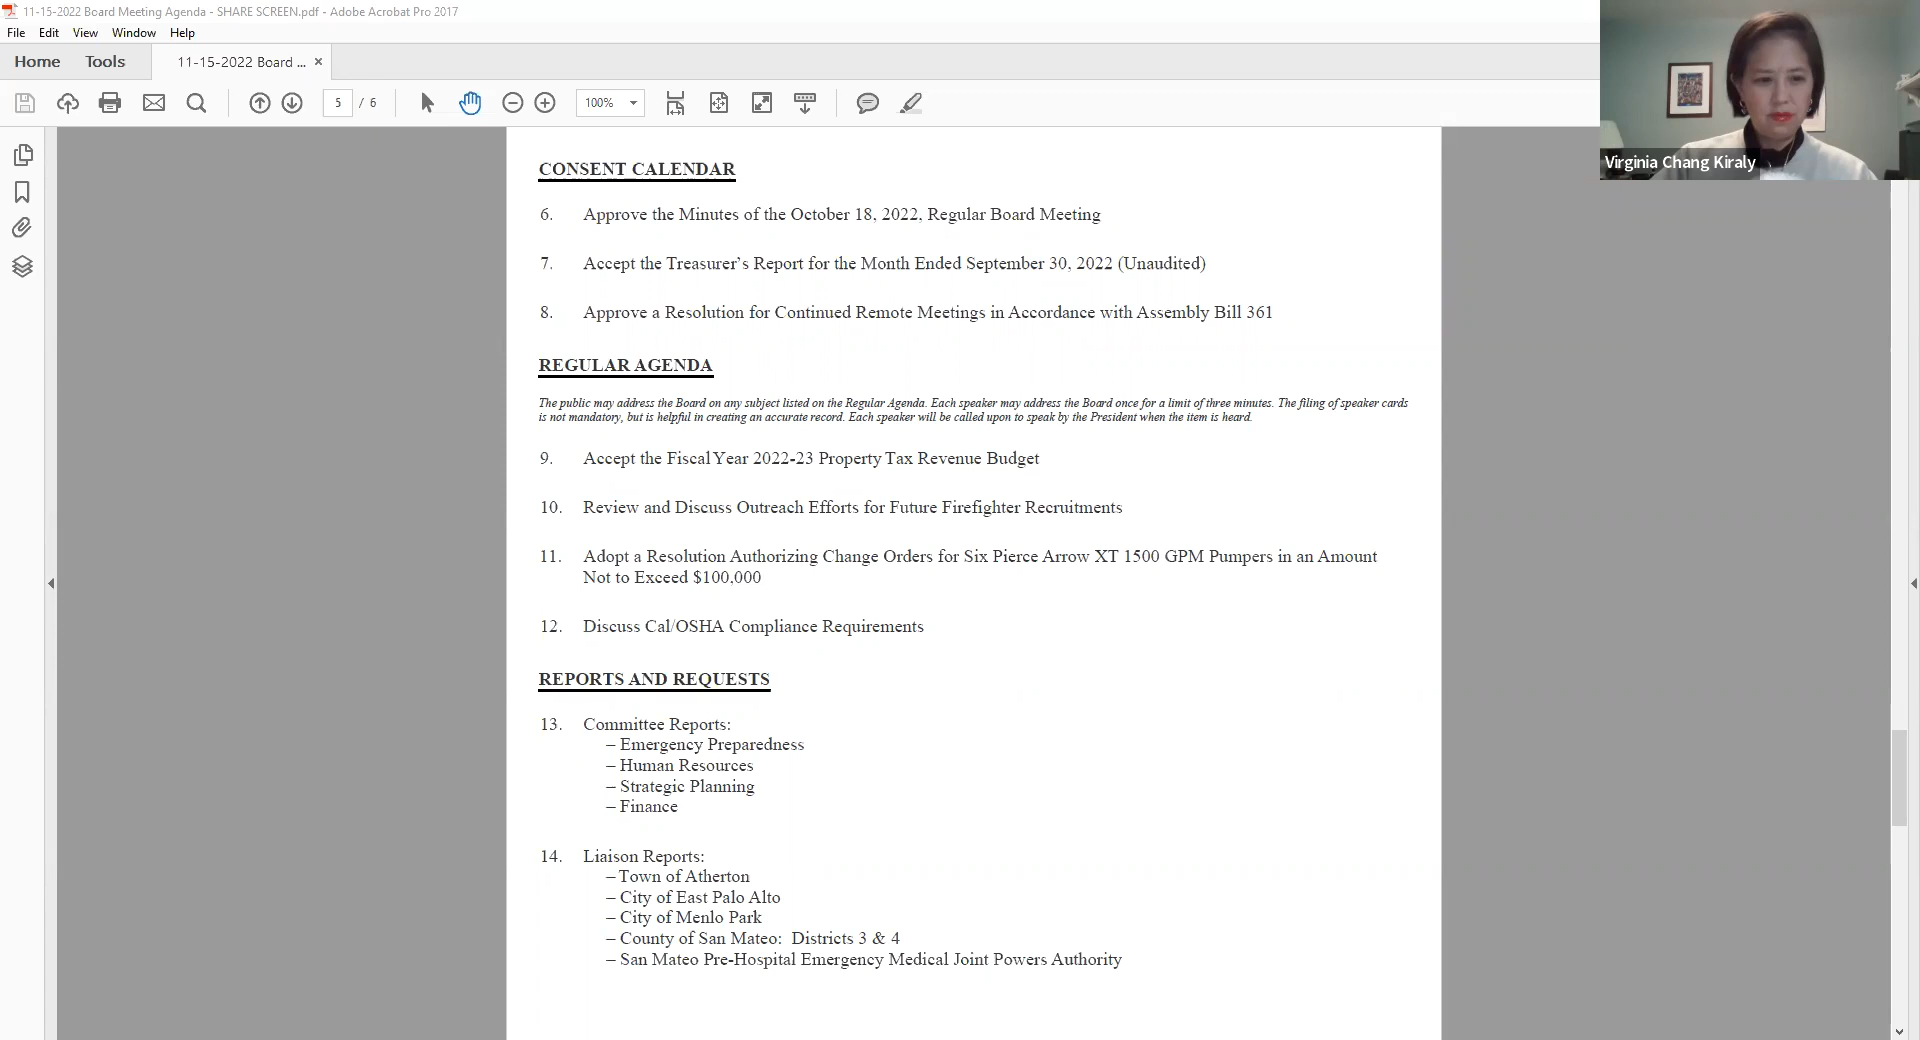 11-15-2022 Board Meeting Agenda - SHARE SCREEN.pdf - Adobe Acrobat Pro 2017
File Edit View Window Help
Home Tools 11-15-2022 Board ... ×
5 / 6 100%
Virginia Chang Kiraly
CONSENT CALENDAR
6. Approve the Minutes of the October 18, 2022, Regular Board Meeting
7. Accept the Treasurer’s Report for the Month Ended September 30, 2022 (Unaudited)
8. Approve a Resolution for Continued Remote Meetings in Accordance with Assembly Bill 361
REGULAR AGENDA
The public may address the Board on any subject listed on the Regular Agenda. Each speaker may address the Board once for a limit of three minutes. The filing of speaker cards
is not mandatory, but is helpful in creating an accurate record. Each speaker will be called upon to speak by the President when the item is heard.
9. Accept the Fiscal Year 2022-23 Property Tax Revenue Budget
10. Review and Discuss Outreach Efforts for Future Firefighter Recruitments
11. Adopt a Resolution Authorizing Change Orders for Six Pierce Arrow XT 1500 GPM Pumpers in an Amount
Not to Exceed $100,000
12. Discuss Cal/OSHA Compliance Requirements
REPORTS AND REQUESTS
13. Committee Reports:
– Emergency Preparedness
– Human Resources
– Strategic Planning
– Finance
14. Liaison Reports:
– Town of Atherton
– City of East Palo Alto
– City of Menlo Park
– County of San Mateo: Districts 3 & 4
– San Mateo Pre-Hospital Emergency Medical Joint Powers Authority